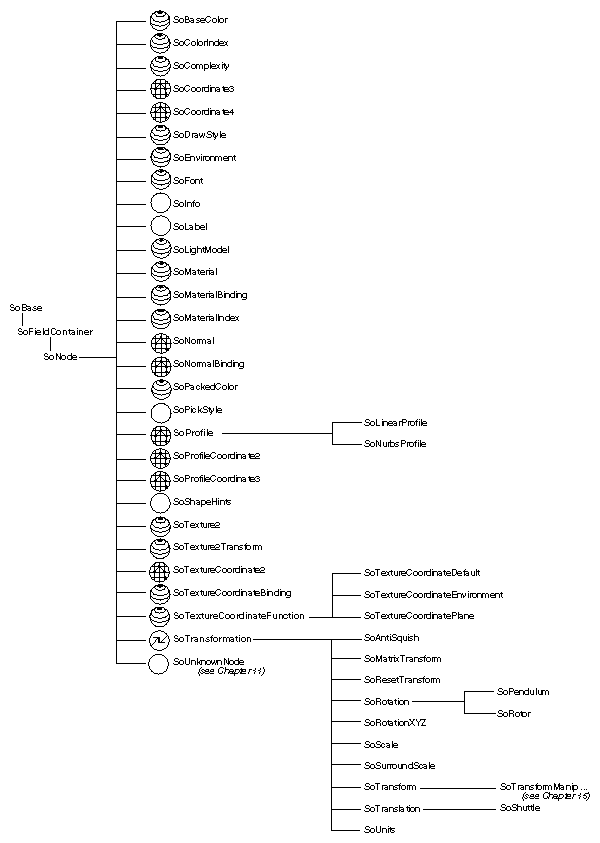 SoBaseColor
SoColorIndex
SoComplexity
SoCoordinate3
SoCoordinate4
SoDrawStyle
SoEnvironment
SoFont
SoInfo
SoLabel
SoLightModel
SoMaterial
SoMaterialBinding
SoBase
SoMaterialIndex
SoFieldContainer
SoNormal
SoNode
SoNormalBinding
SoPackedColor
SoPickStyle
SoLinearProfile
SoProfile
SoNurbsProfile
SoProfileCoordinate2
SoProfileCoordinate3
SoShapeHints
SoTexture2
SoTexture2Transform
SoTextureCoordinate2
SoTextureCoordinateDefault
SoTextureCoordinateBinding
SoTextureCoordinateEnvironment
SoTextureCoordinateFunction
SoTextureCoordinatePlane
SoTransformation
SoAntiSquish
SoUnknownNode
(see Chapter 11)
SoMatrixTransform
SoResetTransform
SoPendulum
SoRotation
SoRotor
SoRotationXYZ
SoScale
SoSurroundScale
SoTransform
SoTransformManip ...
(see Chapter 15)
SoTranslation
SoShuttle
SoUnits